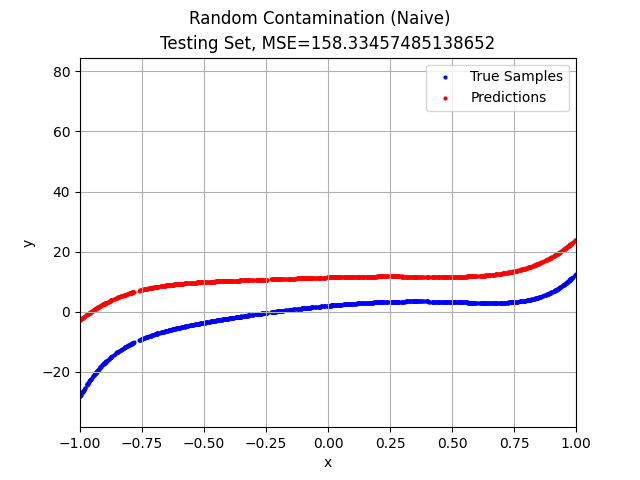 Random Contamination (Naive)
Testing Set, MSE=158.33457485138652
True Samples
Predictions
80
60
40
20
0
−20
y
−1.00 −0.75 −0.50 −0.25 0.00 0.25 0.50 0.75 1.00
x